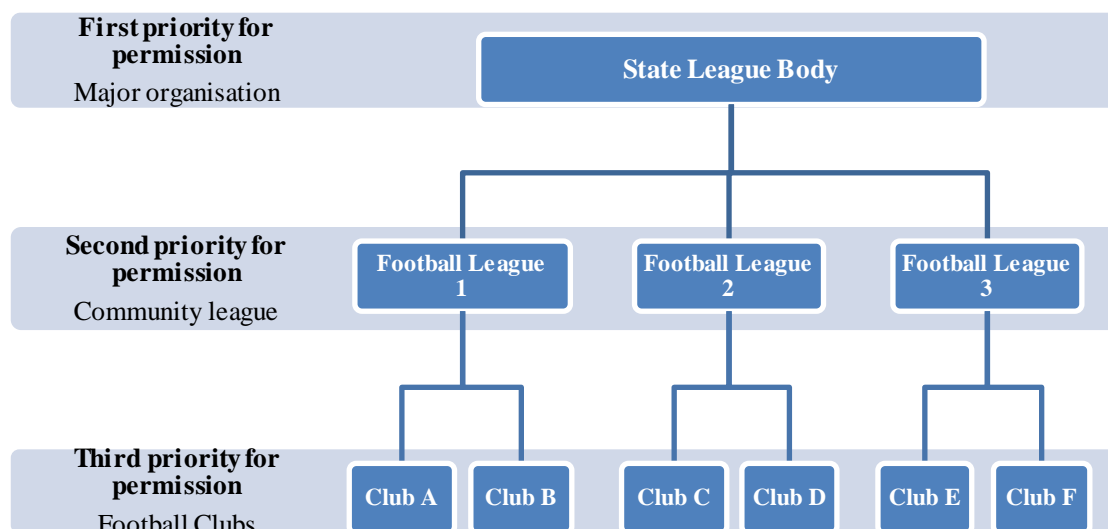 First priority for
permission
Major organisation
State League Body
Second priority for
permission
Community league
Football League
1
Football League
2
Football League
3
Third priority for
permission
Football Clubs
Club A
Club B
Club C
Club D
Club E
Club F